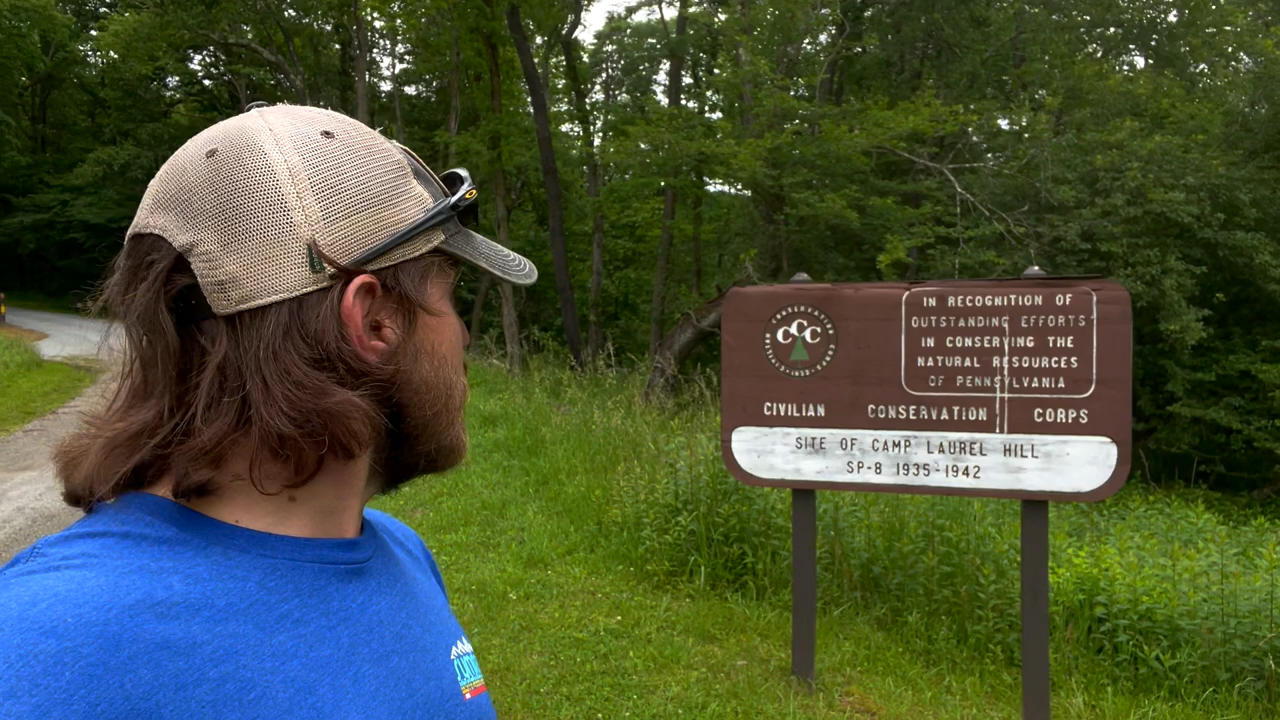 CCC
IN RECOGNITION OF
OUTSTANDING EFFORTS
IN CONSERVING THE
NATURAL RESOURCES
OF PENNSYLVANIA
CIVILIAN CONSERVATION CORPS
SITE OF CAMP LAUREL HILL
SP-8 1935-1942